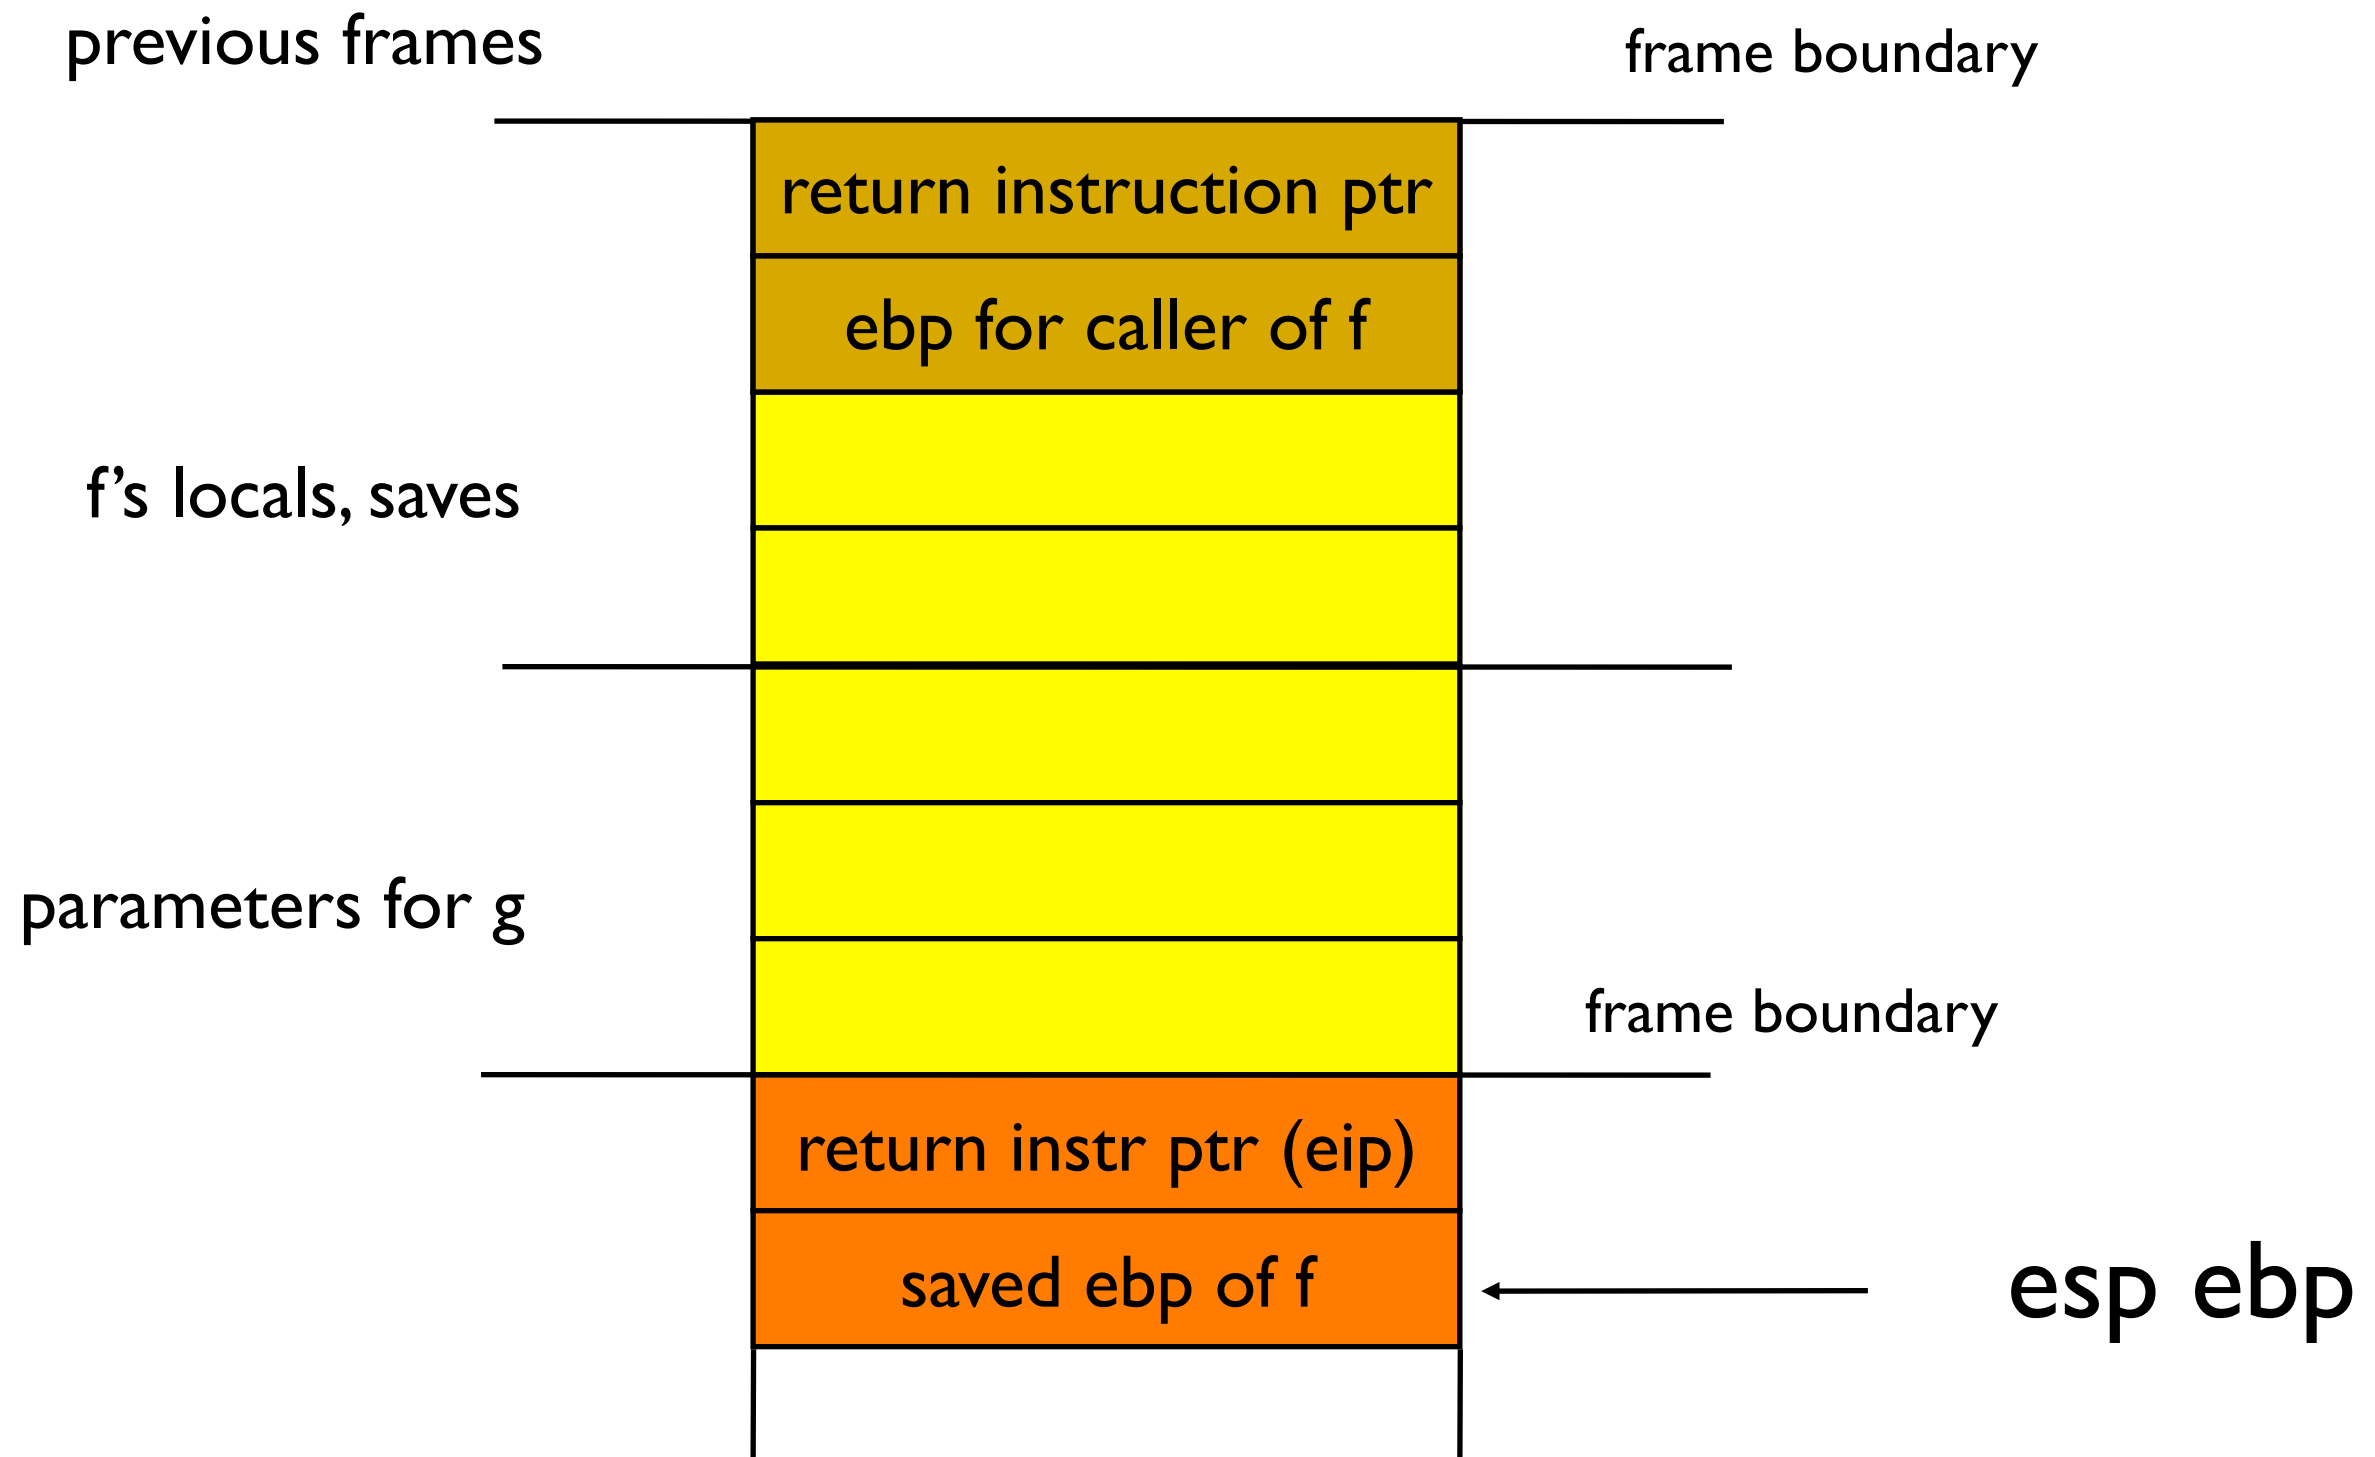 previous frames
frame boundary
return instruction ptr
ebp for caller of f
f’s locals, saves
parameters for g
frame boundary
return instr ptr (eip)
saved ebp of f
esp ebp